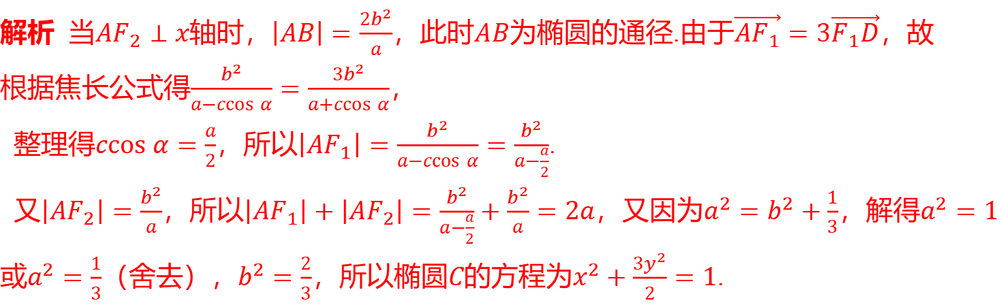 解析 当$AF_2 \perp x$轴时，$|AB|=\frac{2b^2}{a}$，此时$AB$为椭圆的通径.由于$\overrightarrow{AF_1}=3\overrightarrow{F_1D}$，故
根据焦长公式得$\frac{b^2}{a-c\cos\ \alpha}=\frac{3b^2}{a+c\cos\ \alpha}$,
整理得$c\cos\ \alpha=\frac{a}{2}$，所以$|AF_1|=\frac{b^2}{a-c\cos\ \alpha}=\frac{b^2}{a-\frac{a}{2}}$.
又$|AF_2|=\frac{b^2}{a}$，所以$|AF_1|+|AF_2|=\frac{b^2}{a-\frac{a}{2}}+\frac{b^2}{a}=2a$，又因为$a^2=b^2+\frac{1}{3}$，解得$a^2=1$
或$a^2=\frac{1}{3}$（舍去）, $b^2=\frac{2}{3}$，所以椭圆$C$的方程为$x^2+\frac{3y^2}{2}=1$.